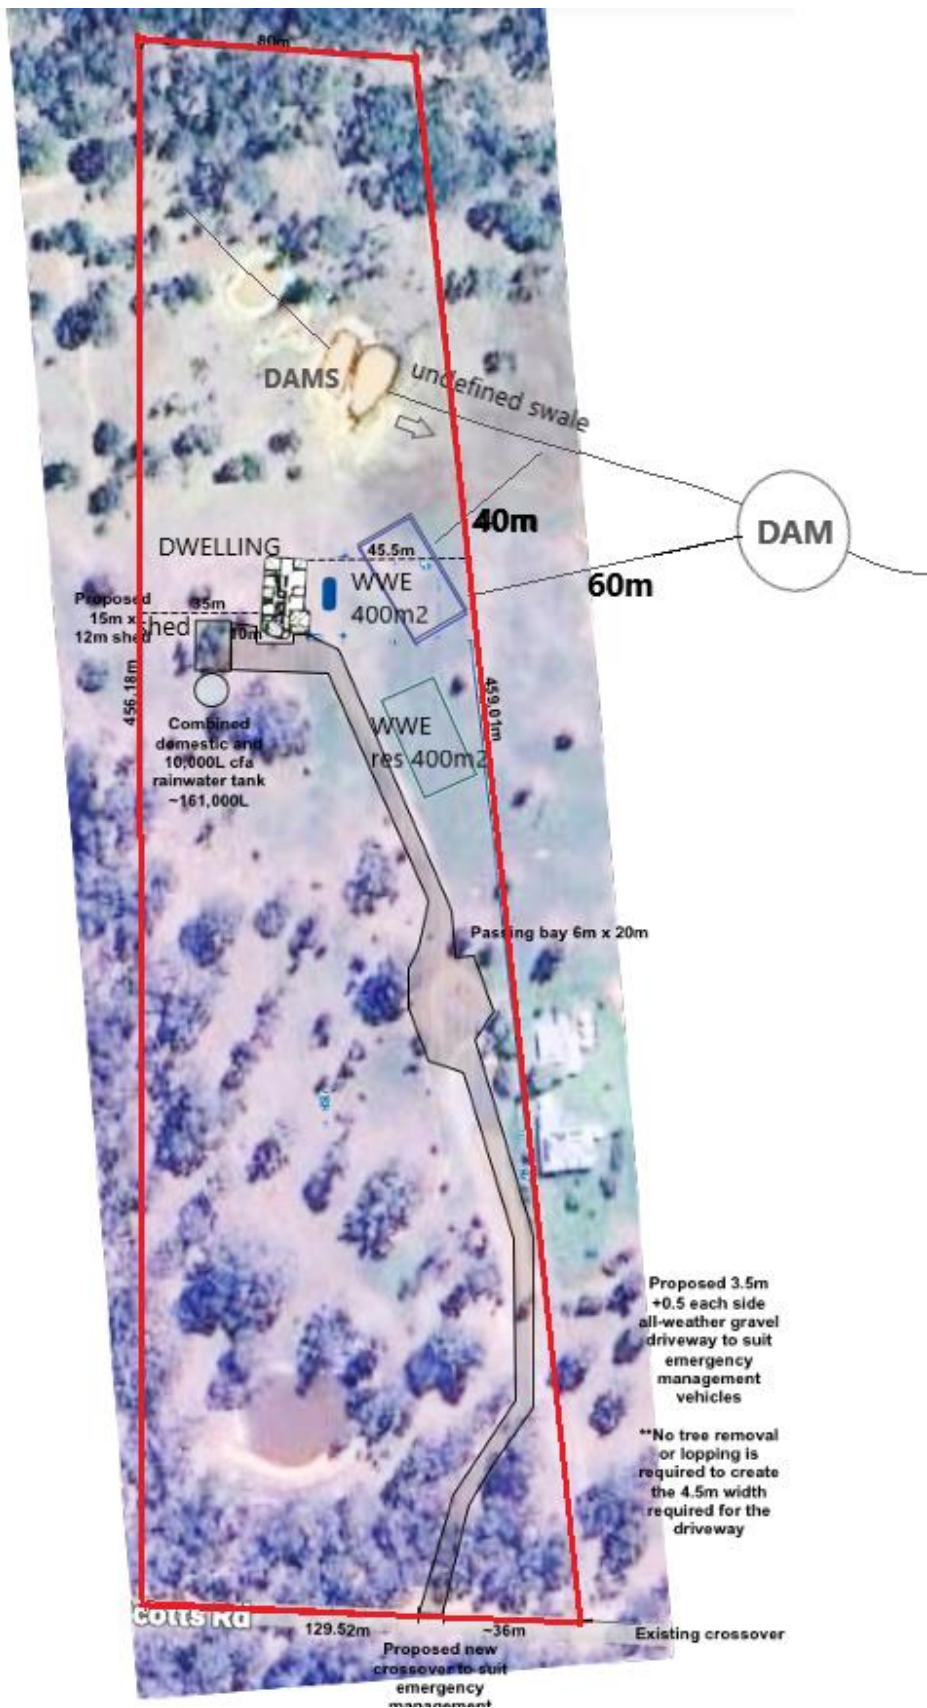 80m
DAMS
undefined swale
40m
DAM
DWELLING
45.5m
WWE
400m2
60m
Proposed
15m x
12m shed
35m
shed
10m
456.18m
459.01m
Combined
domestic and
10,000L cfa
rainwater tank
~161,000L
WWE
res 400m2
Passing bay 6m x 20m
Proposed 3.5m
+0.5 each side
all-weather gravel
driveway to suit
emergency
management
vehicles
**No tree removal
or lopping is
required to create
the 4.5m width
required for the
driveway
cotts Rd
129.52m
~36m
Existing crossover
Proposed new
crossover to suit
emergency
management